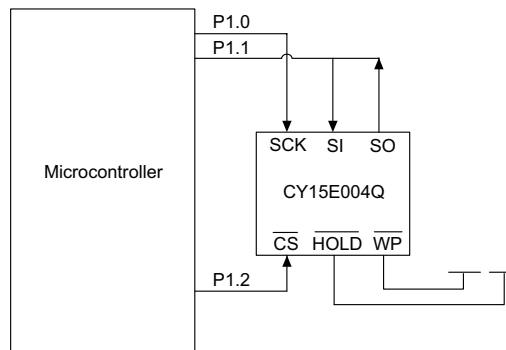 P1.0
P1.1
SCK SI SO
Microcontroller
CY15E004Q
CS HOLD WP
P1.2